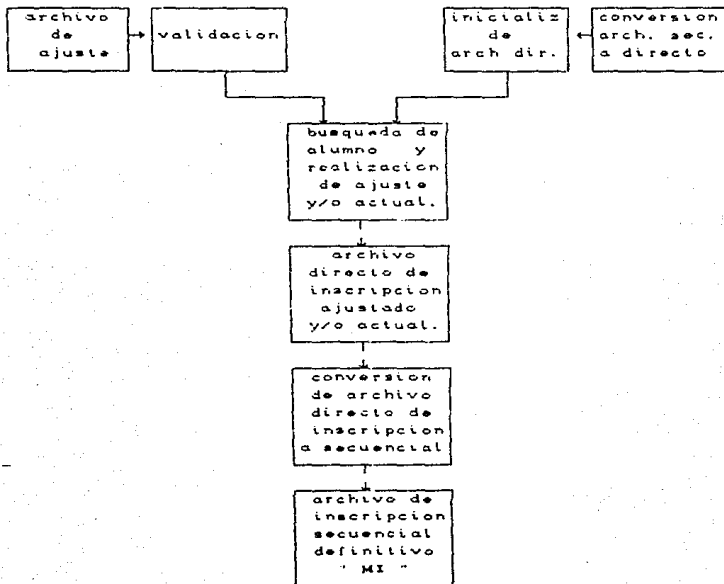 archivo
de
ajuste
validacion
inicializ
de
arch dir.
conversion
arch. sec.
a directo
busqueda de
alumno y
realizacion
de ajuste
y/o actual.
archivo
directo de
inscripcion
ajustado
y/o actual.
conversion
de archivo
directo de
inscripcion
a secuencial
archivo de
inscripcion
secuencial
definitivo
" MI "